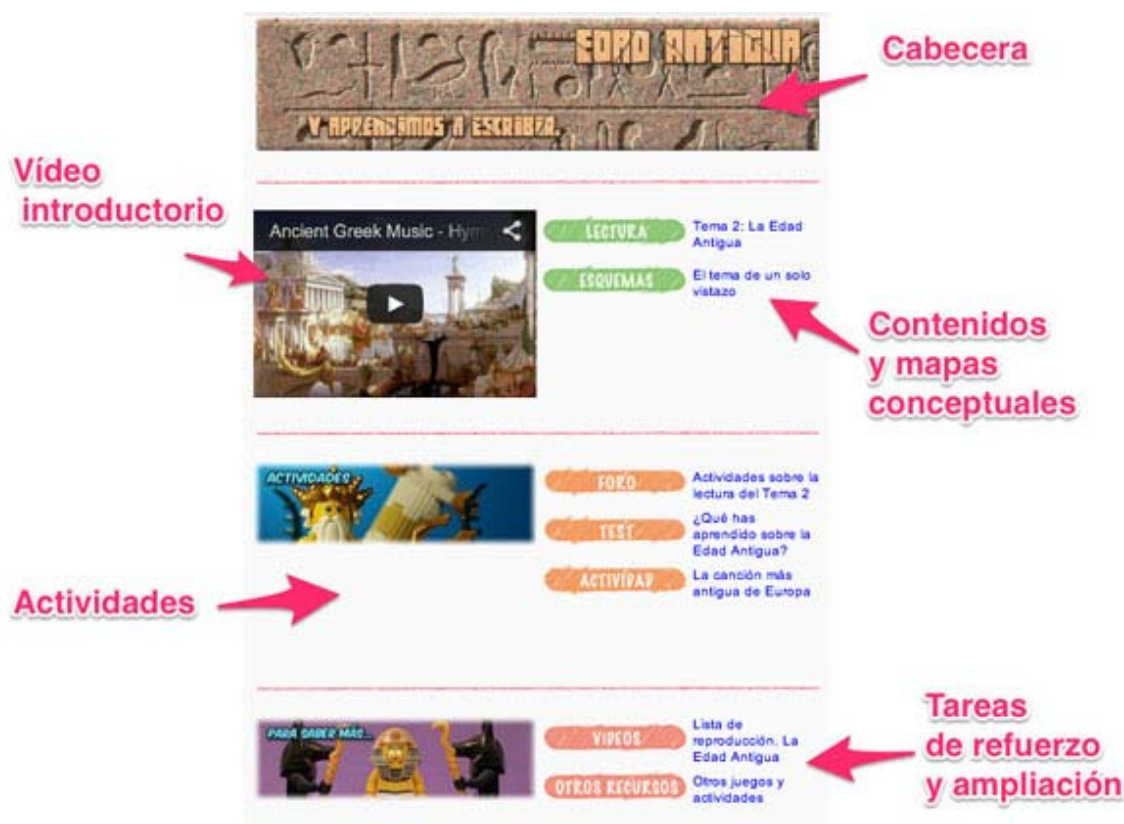 EDAD ANTIGUA
Y APRENDIMOS A ESCRIBIR.
Cabecera
Vídeo
introductorio
Ancient Greek Music - Hym
LECTURA
Tema 2: La Edad
Antigua
ESQUEMAS
El tema de un solo
vistazo
Contenidos
y mapas
conceptuales
ACTIVIDADES
FORO
Actividades sobre la
lectura del Tema 2
TEST
¿Qué has
aprendido sobre la
Edad Antigua?
ACTIVIDAD
La canción más
antigua de Europa
Actividades
PARA SABER MÁS...
VIDEOS
Lista de
reproducción. La
Edad Antigua
OTROS RECURSOS
Otros juegos y
actividades
Tareas
de refuerzo
y ampliación